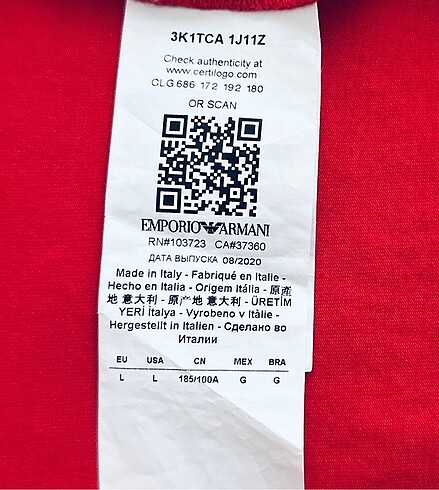 3K1TCA 1J11Z
Check authenticity at
www.certilogo.com
CLG 686 172 192 180
OR SCAN
EMPORIO ARMANI
RN#103723 CA#37360
ДАТА ВЫПУСКА 08/2020
Made in Italy - Fabriqué en Italie -
Hecho en Italia - Origem Itália - 原産
地 意大利 - 原产地 意大利 - ÜRETİM
YERİ İtalya - Vyrobeno v Itálie -
Hergestellt in Italien - Сделано во
Италии
EU USA CN MEX BRA
L L 185/100A G G